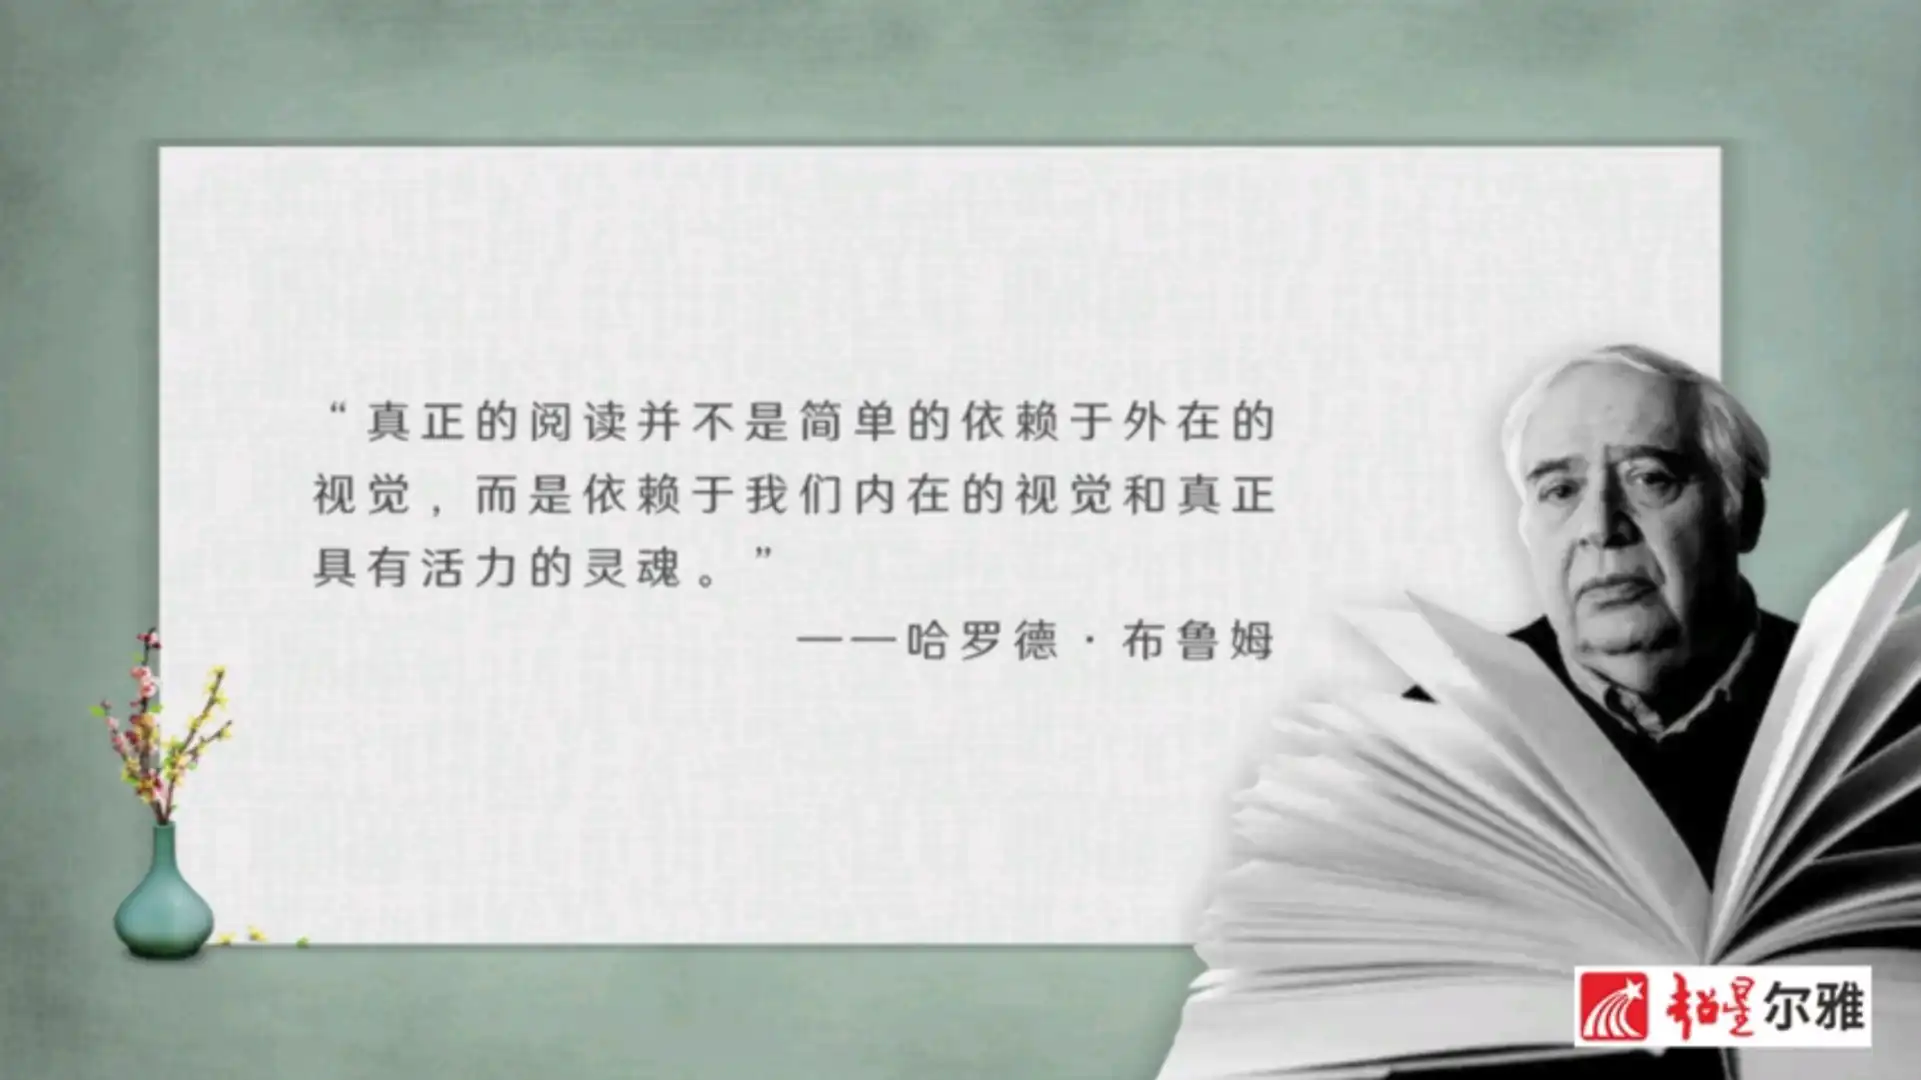 “真正的阅读并不是简单的依赖于外在的
视觉，而是依赖于我们内在的视觉和真正
具有活力的灵魂。”
——哈罗德·布鲁姆
超星尔雅